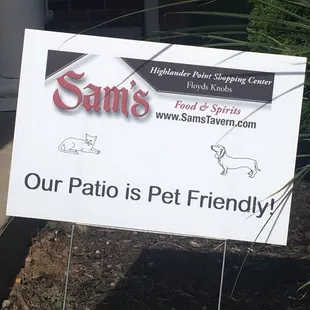 Sam's
Highlander Point Shopping Center
Floyds Knobs
Food & Spirits
www.SamsTavern.com
Our Patio is Pet Friendly!